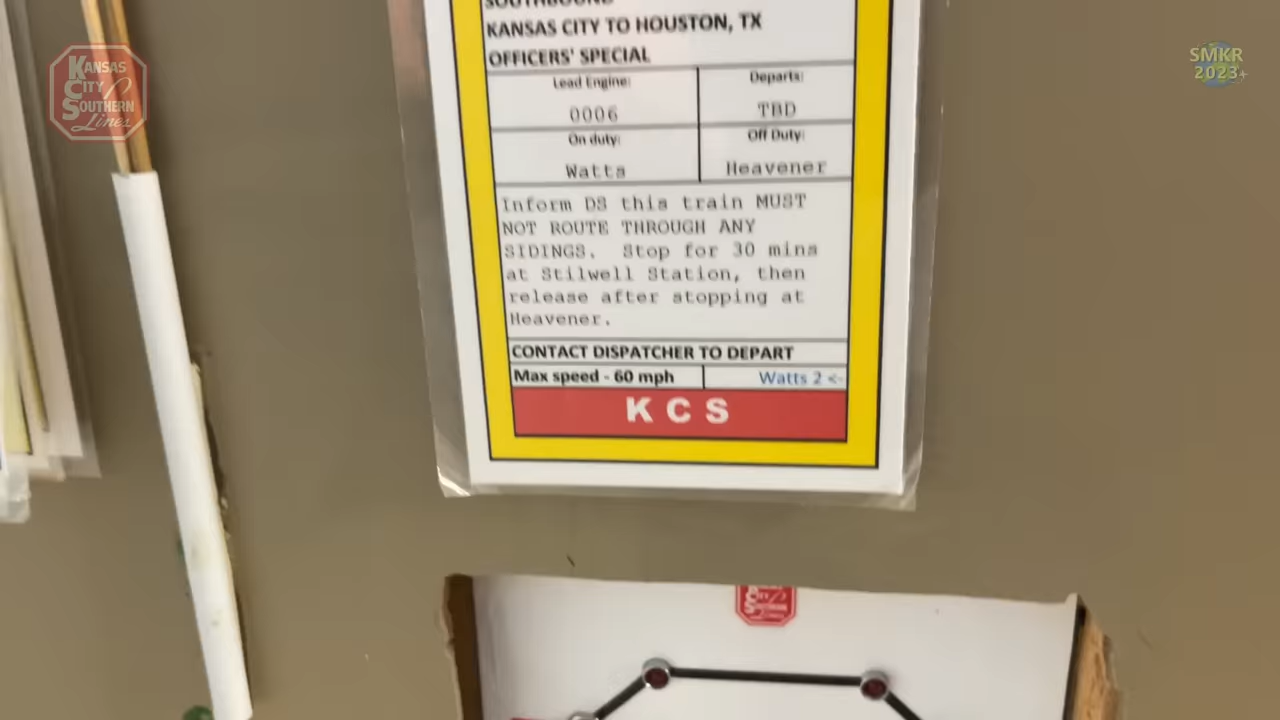 SOUTHBOUND
KANSAS CITY TO HOUSTON, TX
OFFICERS' SPECIAL
Lead Engine:
Departs:
0006
TBD
On duty:
Off Duty:
Watts
Heavener
Inform DS this train MUST
NOT ROUTE THROUGH ANY
SIDINGS. Stop for 30 mins
at Stilwell Station, then
release after stopping at
Heavener.
CONTACT DISPATCHER TO DEPART
Max speed - 60 mph
Watts 2 <-
KCS
KANSAS
CITY
SOUTHERN
Lines
SMKR
2023+